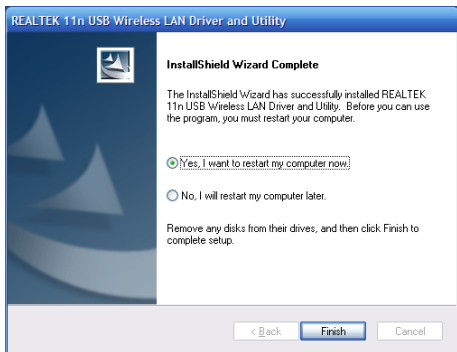 REALTEK 11n USB Wireless LAN Driver and Utility
InstallShield Wizard Complete
The InstallShield Wizard has successfully installed REALTEK
11n USB Wireless LAN Driver and Utility. Before you can use
the program, you must restart your computer.
Yes, I want to restart my computer now.
No, I will restart my computer later.
Remove any disks from their drives, and then click Finish to
complete setup.
< Back Finish Cancel